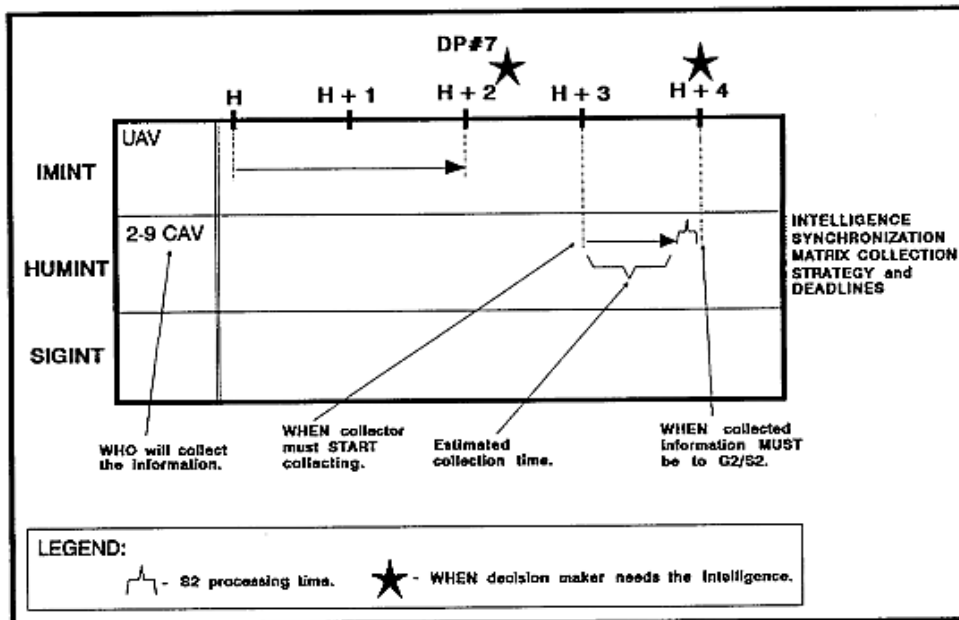 DP#7
H
H + 1
H + 2
H + 3
H + 4
UAV
IMINT
2-9 CAV
HUMINT
SIGINT
INTELLIGENCE
SYNCHRONIZATION
MATRIX COLLECTION
STRATEGY and
DEADLINES
WHO will collect
the information.
WHEN collector
must START
collecting.
Estimated
collection time.
WHEN collected
information MUST
be to G2/S2.
LEGEND:
- S2 processing time.
- WHEN decision maker needs the intelligence.